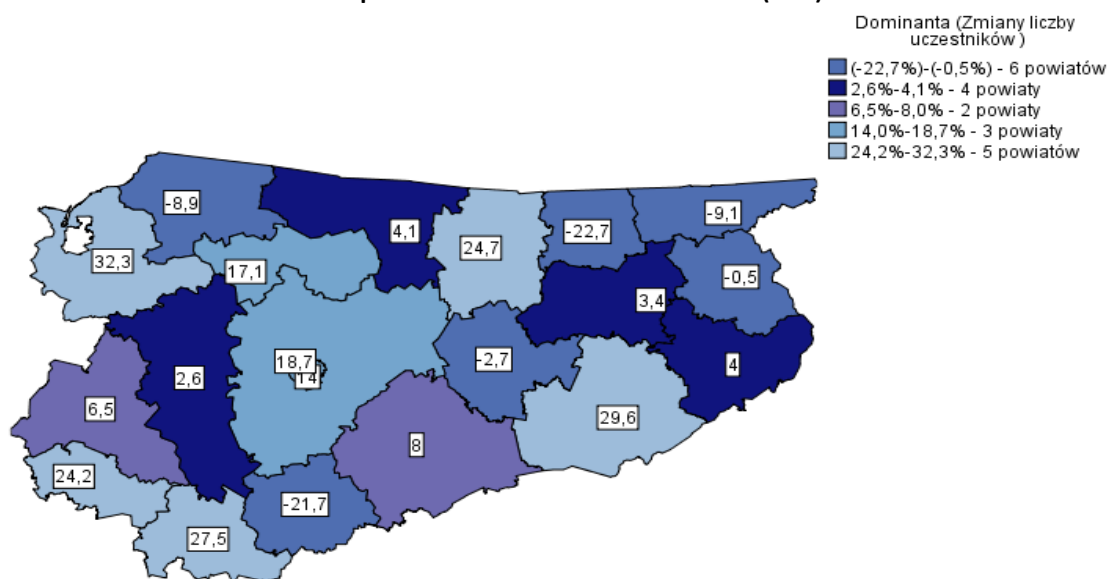 Dominanta (Zmiany liczby
uczestników )
(-22,7%)-(-0,5%) - 6 powiatów
2,6%-4,1% - 4 powiaty
6,5%-8,0% - 2 powiaty
14,0%-18,7% - 3 powiaty
24,2%-32,3% - 5 powiatów
-8,9
4,1
-9,1
-22,7
24,7
32,3
17,1
-0,5
3,4
18,7
-2,7
4
14
2,6
6,5
29,6
8
24,2
-21,7
27,5